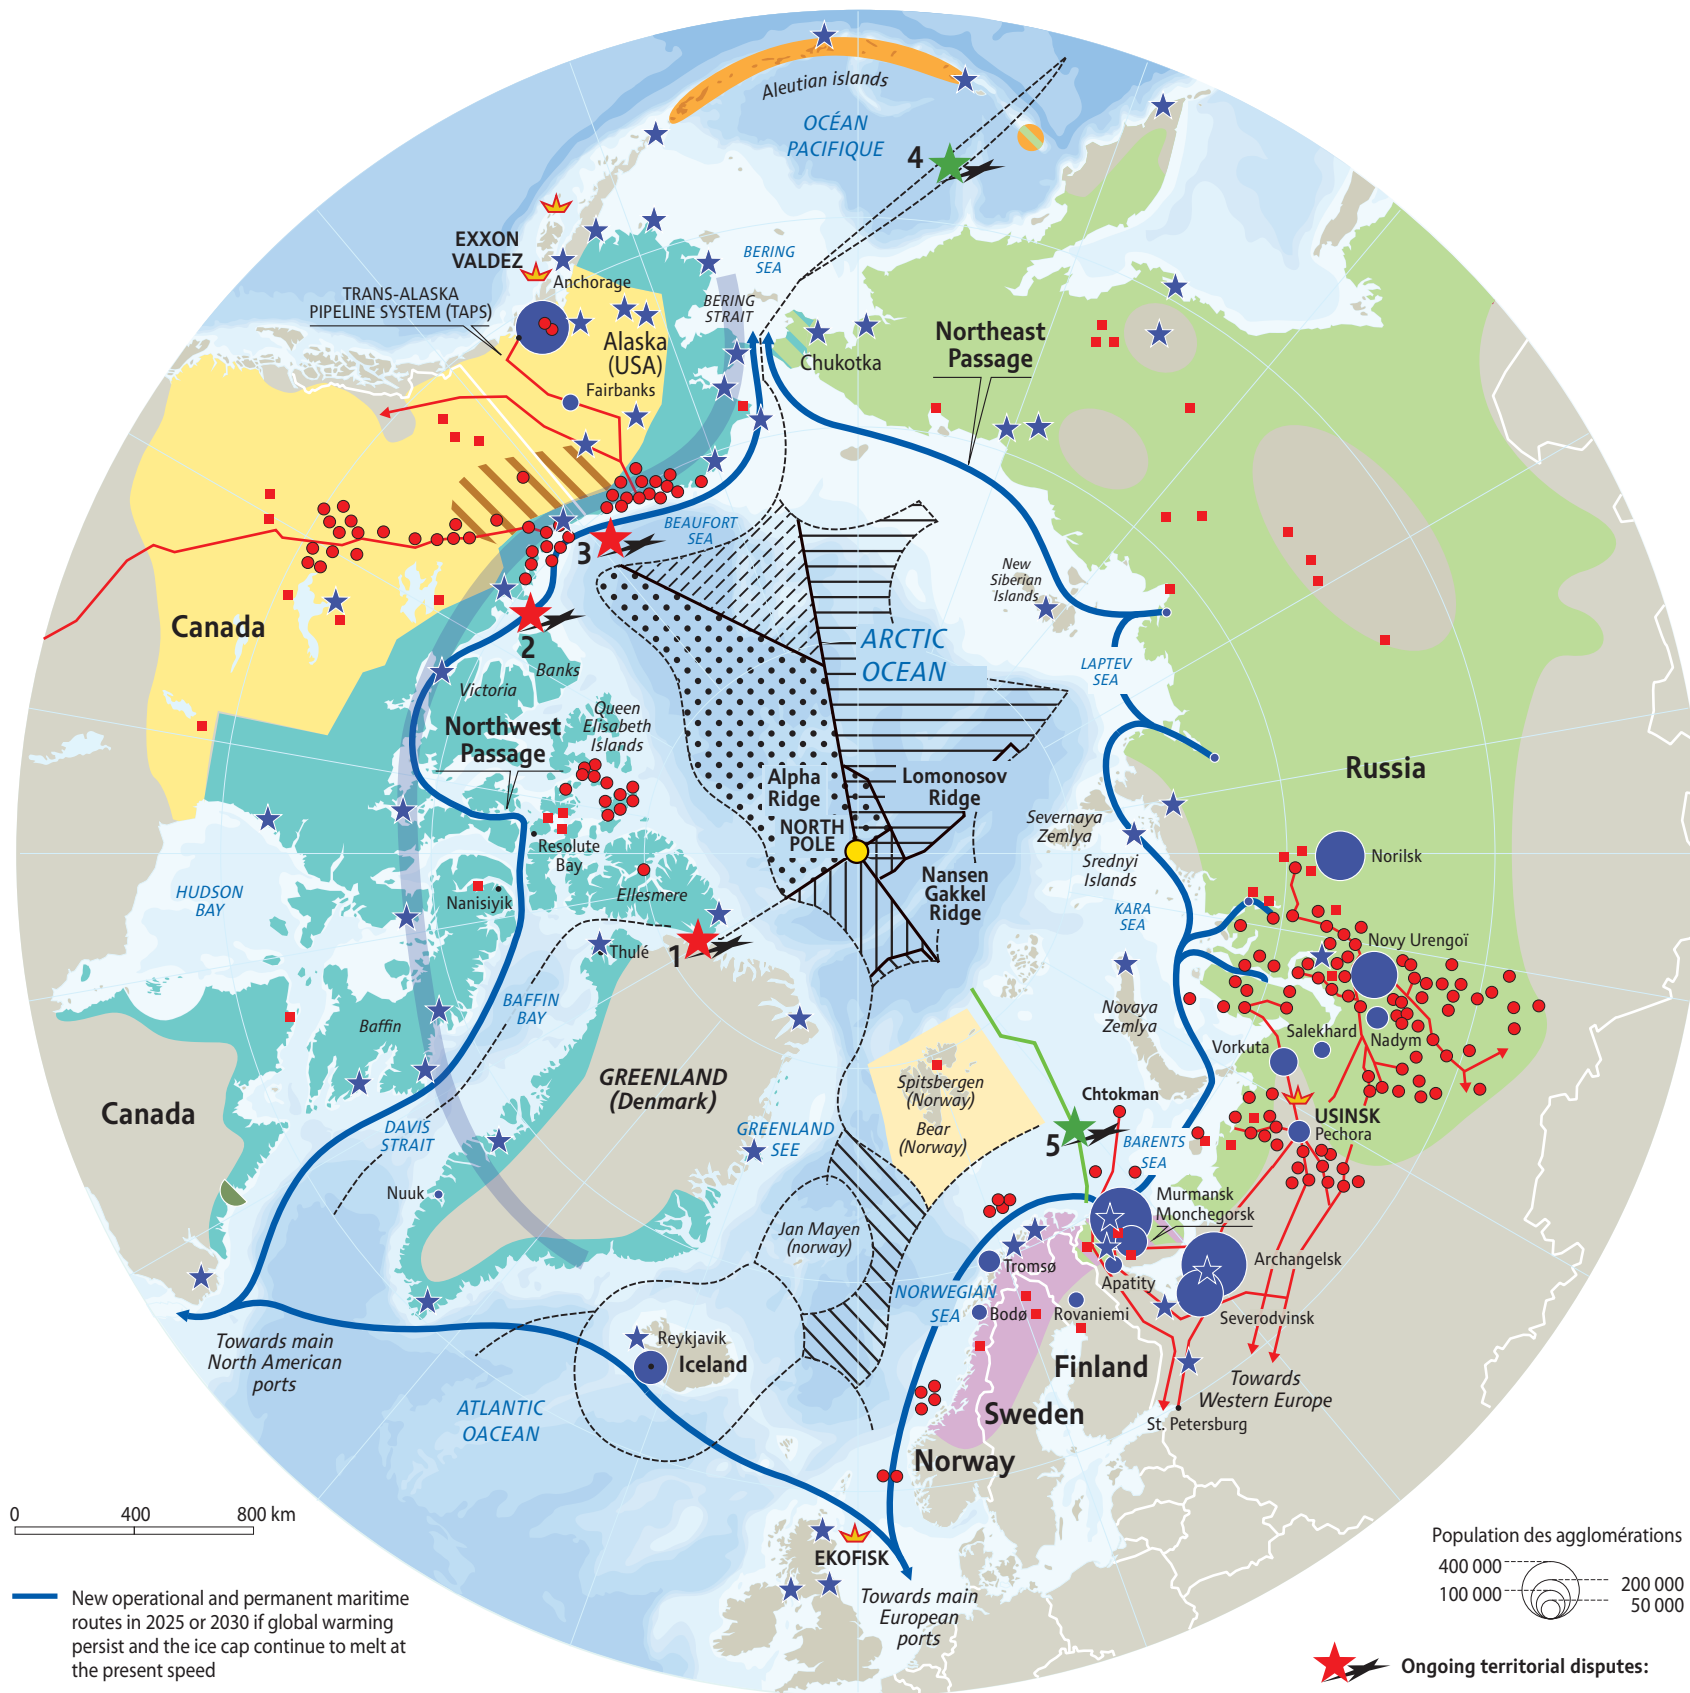 Aleutian islands
OCÉAN
PACIFIQUE
4
EXXON
VALDEZ
Anchorage
BERING
SEA
TRANS-ALASKA
PIPELINE SYSTEM (TAPS)
BERING
STRAIT
Alaska
(USA)
Fairbanks
Chukotka
Northeast
Passage
BEAUFORT
SEA
3
New
Siberian
Islands
Canada
2
Banks
Victoria
ARCTIC
OCEAN
LAPTEV
SEA
Queen
Elisabeth
Islands
Northwest
Passage
Russia
Alpha
Ridge
Lomonosov
Ridge
NORTH
POLE
Severnaya
Zemlya
Srednyi
Islands
Norilsk
Resolute
Bay
HUDSON
BAY
Nanisiyik
Ellesmere
Nansen
Gakkel
Ridge
KARA
SEA
Thulé
1
Novy Urengoï
BAFFIN
BAY
Baffin
Novaya
Zemlya
Salekhard
Nadym
Vorkuta
GREENLAND
(Denmark)
Spitsbergen
(Norway)
Bear
(Norway)
Chtokman
Canada
DAVIS
STRAIT
GREENLAND
SEE
5
BARENTS
SEA
USINSK
Pechora
Nuuk
Murmansk
Monchegorsk
Jan Mayen
(norway)
Tromsø
Apatity
Archangelsk
NORWEGIAN
SEA
Bodø
Rovaniemi
Severodvinsk
Towards main
North American
ports
Reykjavik
Iceland
Finland
Towards
Western Europe
ATLANTIC
OACEAN
Sweden
St. Petersburg
Norway
0 400 800 km
EKOFISK
Towards main
European
ports
New operational and permanent maritime
routes in 2025 or 2030 if global warming
persist and the ice cap continue to melt at
the present speed
Population des agglomérations
400 000
200 000
100 000
50 000
Ongoing territorial disputes: